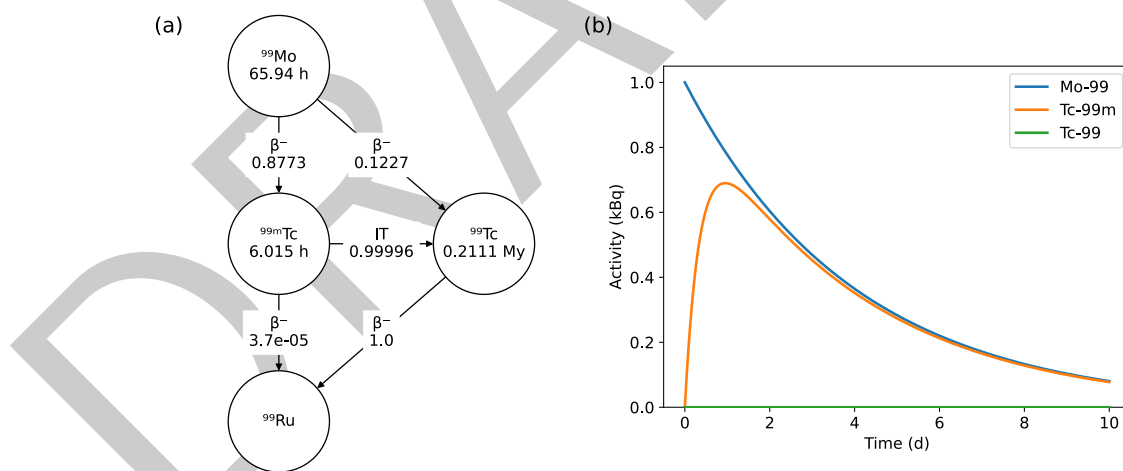 (a)
⁹⁹Mo
65.94 h
β⁻
0.8773
β⁻
0.1227
⁹⁹ᵐTc
6.015 h
IT
0.99996
⁹⁹Tc
0.2111 My
β⁻
3.7e-05
β⁻
1.0
⁹⁹Ru
(b)
Mo-99
Tc-99m
Tc-99
Activity (kBq)
1.0
0.8
0.6
0.4
0.2
0.0
0 2 4 6 8 10
Time (d)
DRA